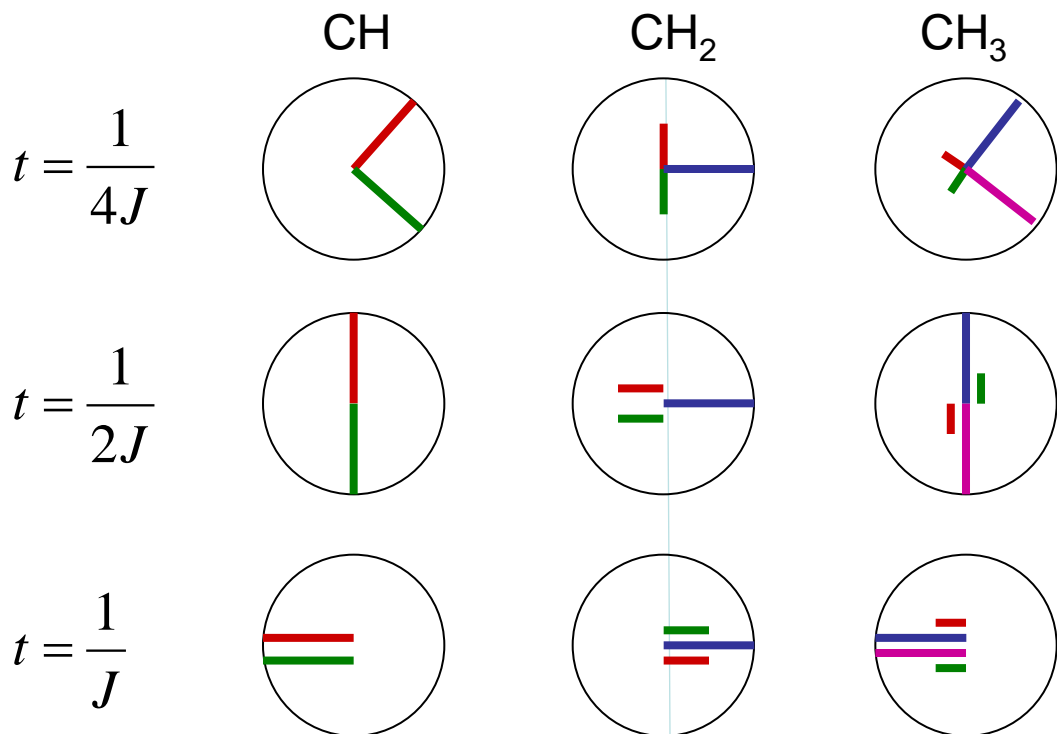 CH CH₂ CH₃
t = 1/4J
t = 1/2J
t = 1/J